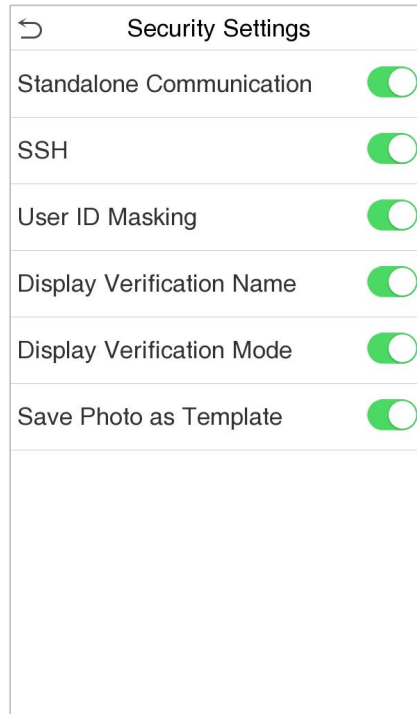 Security Settings
Standalone Communication
SSH
User ID Masking
Display Verification Name
Display Verification Mode
Save Photo as Template